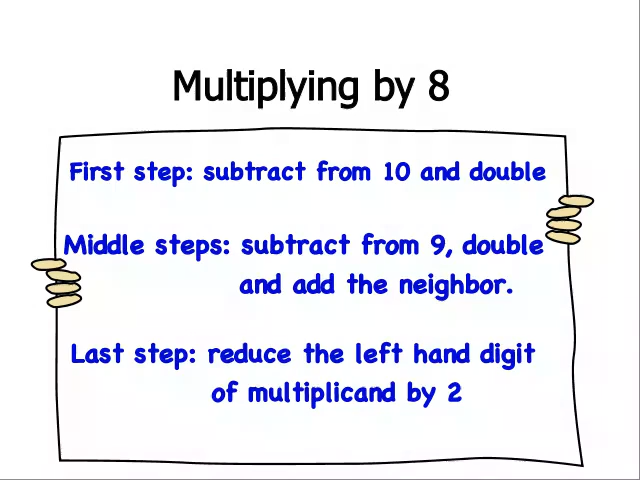 Multiplying by 8
First step: subtract from 10 and double
Middle steps: subtract from 9, double
and add the neighbor.
Last step: reduce the left hand digit
of multiplicand by 2